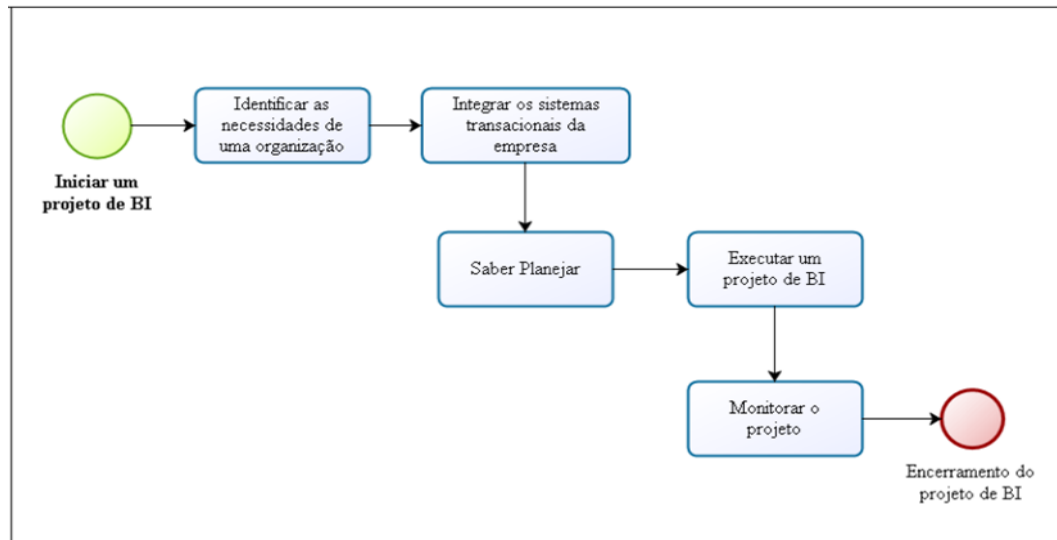 Iniciar um
projeto de BI
Identificar as
necessidades de
uma organização
Integrar os sistemas
transacionais da
empresa
Saber Planejar
Executar um
projeto de BI
Monitorar o
projeto
Encerramento do
projeto de BI